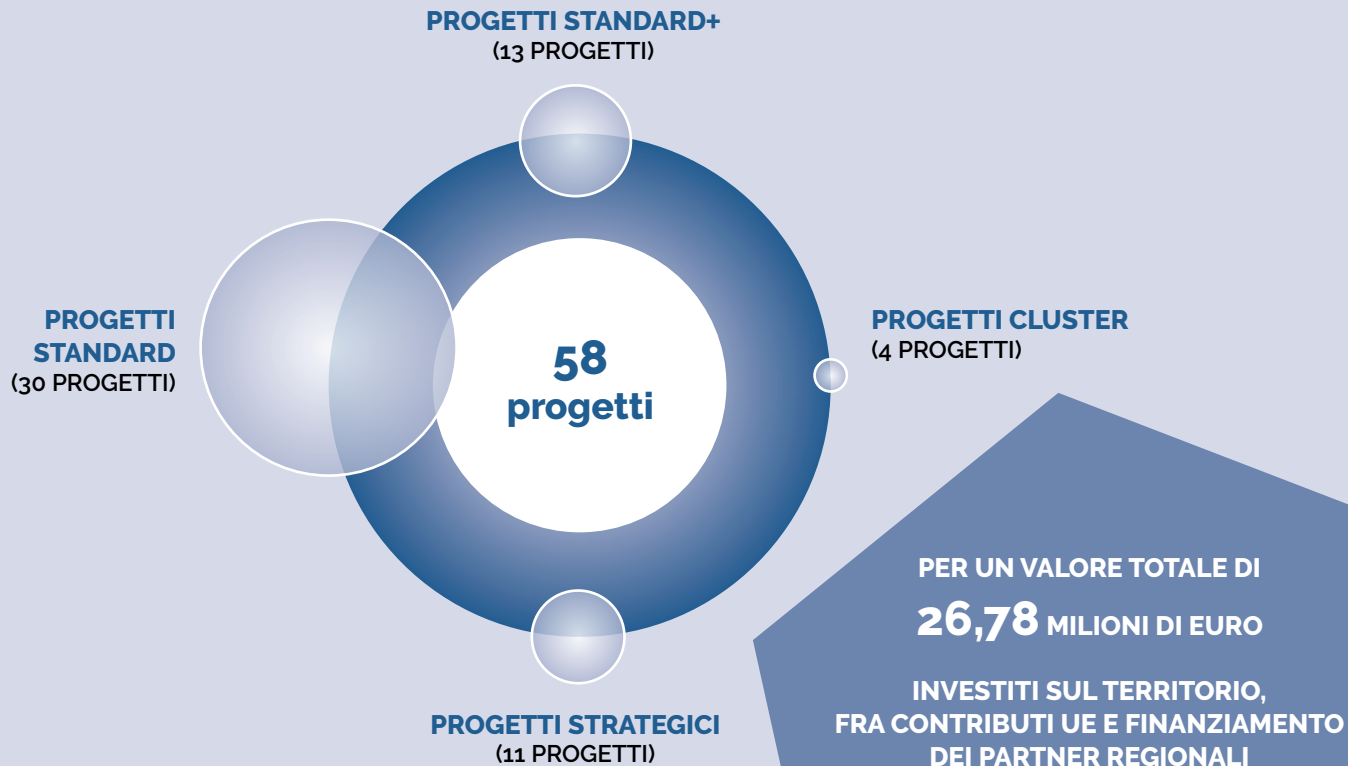 PROGETTI STANDARD+
(13 PROGETTI)
PROGETTI
STANDARD
(30 PROGETTI)
58
progetti
PROGETTI CLUSTER
(4 PROGETTI)
PROGETTI STRATEGICI
(11 PROGETTI)
PER UN VALORE TOTALE DI
26,78 MILIONI DI EURO
INVESTITI SUL TERRITORIO,
FRA CONTRIBUTI UE E FINANZIAMENTO
DEI PARTNER REGIONALI